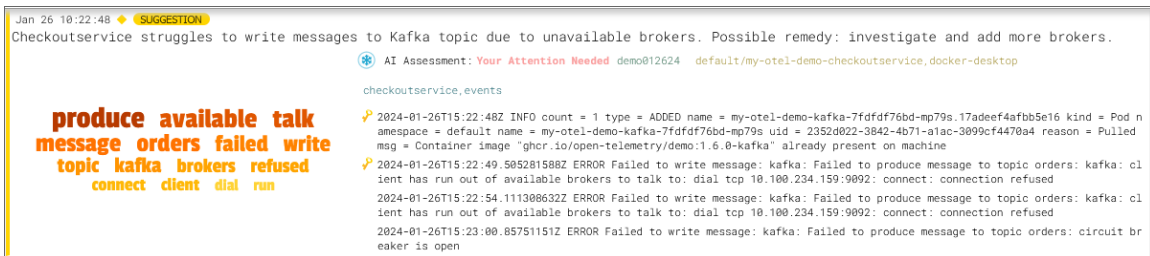 Jan 26 10:22:48 SUGGESTION
Checkoutservice struggles to write messages to Kafka topic due to unavailable brokers. Possible remedy: investigate and add more brokers.
AI Assessment: Your Attention Needed demo012624 default/my-otel-demo-checkoutservice,docker-desktop
checkoutservice,events
produce available talk
message orders failed write
topic kafka brokers refused
connect client dial run
2024-01-26T15:22:48Z INFO count = 1 type = ADDED name = my-otel-demo-kafka-7fdfdf76bd-mp79s.17adeef4afbb5e16 kind = Pod n
amespace = default name = my-otel-demo-kafka-7fdfdf76bd-mp79s uid = 2352d022-3842-4b71-a1ac-3099cf4470a4 reason = Pulled
msg = Container image "ghcr.io/open-telemetry/demo:1.6.0-kafka" already present on machine
2024-01-26T15:22:49.505281588Z ERROR Failed to write message: kafka: Failed to produce message to topic orders: kafka: cl
ient has run out of available brokers to talk to: dial tcp 10.100.234.159:9092: connect: connection refused
2024-01-26T15:22:54.111308632Z ERROR Failed to write message: kafka: Failed to produce message to topic orders: kafka: cl
ient has run out of available brokers to talk to: dial tcp 10.100.234.159:9092: connect: connection refused
2024-01-26T15:23:00.85751151Z ERROR Failed to write message: kafka: Failed to produce message to topic orders: circuit br
eaker is open